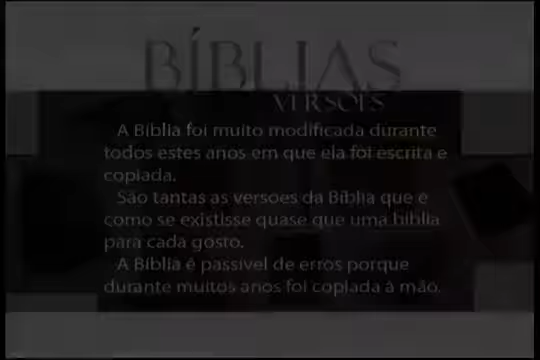 BÍBLIAS
VERSÕES
A Bíblia foi muito modificada durante
todos estes anos em que ela foi escrita e
copiada.
São tantas as versoes da Bíblia que e
como se existisse quase que uma bíblia
para cada gosto.
A Bíblia é passível de erros porque
durante muitos anos foi copiada à mão.